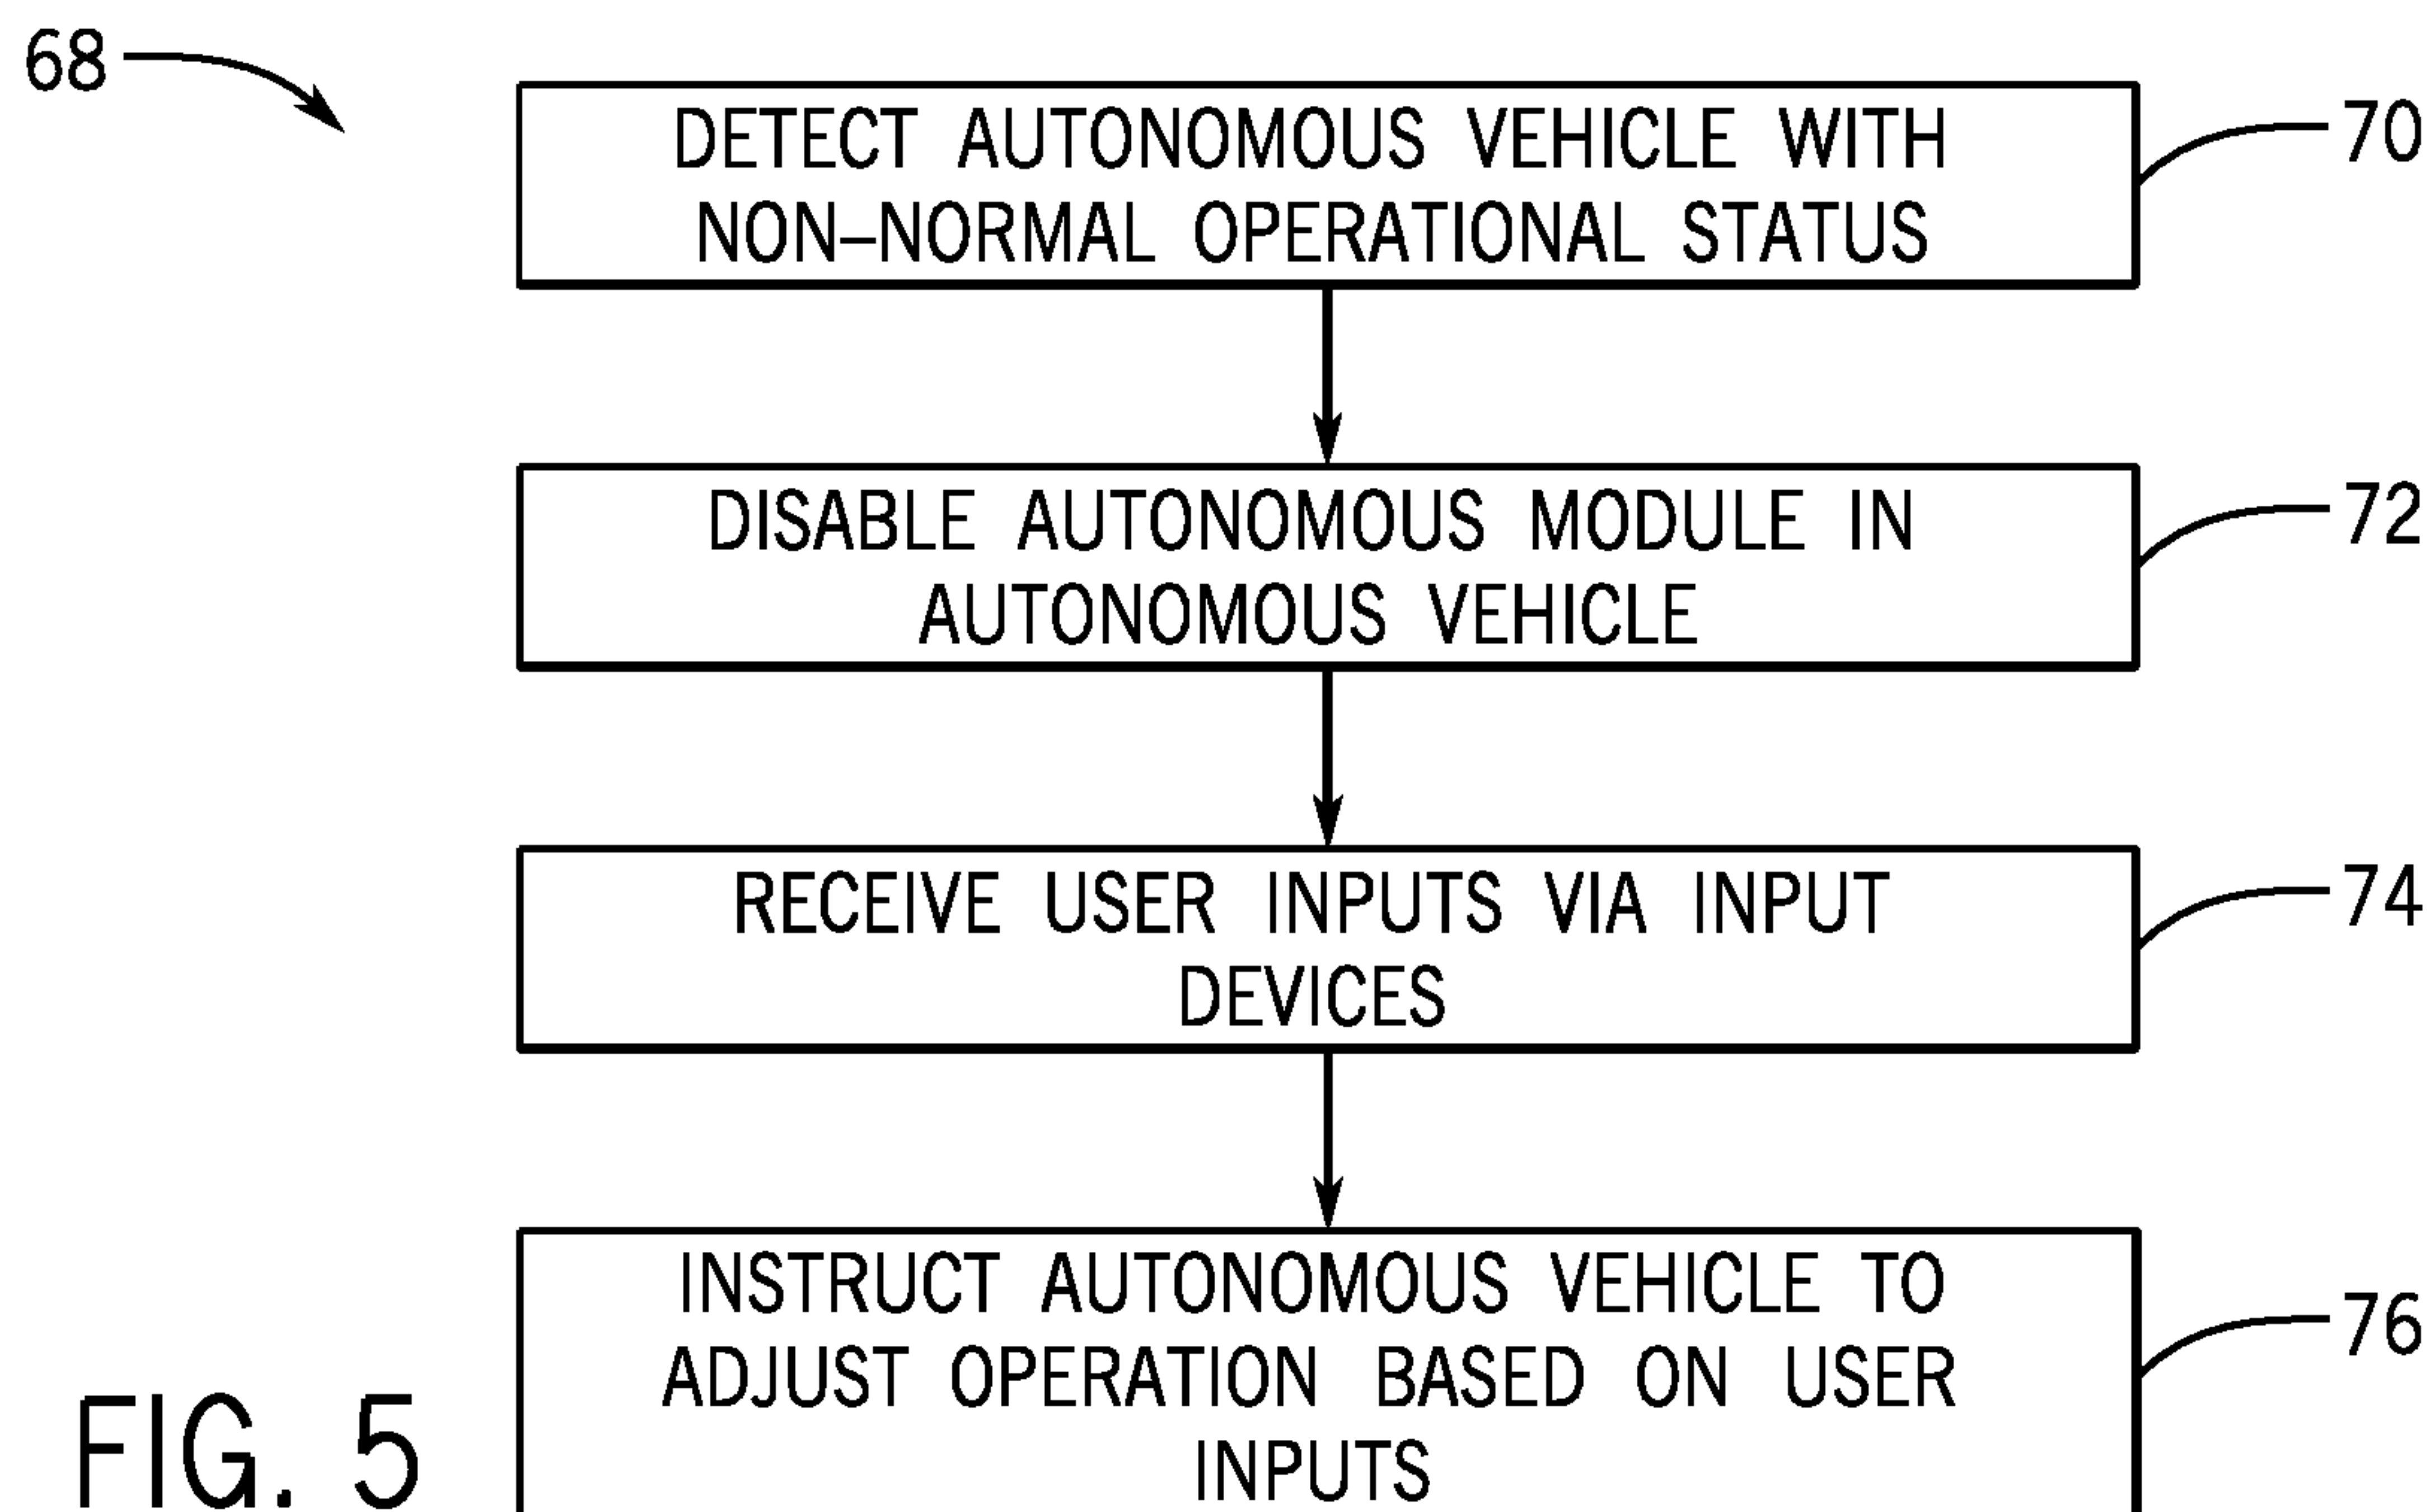 68
DETECT AUTONOMOUS VEHICLE WITH
NON–NORMAL OPERATIONAL STATUS
70
DISABLE AUTONOMOUS MODULE IN
AUTONOMOUS VEHICLE
72
RECEIVE USER INPUTS VIA INPUT
DEVICES
74
INSTRUCT AUTONOMOUS VEHICLE TO
ADJUST OPERATION BASED ON USER
INPUTS
76
FIG. 5